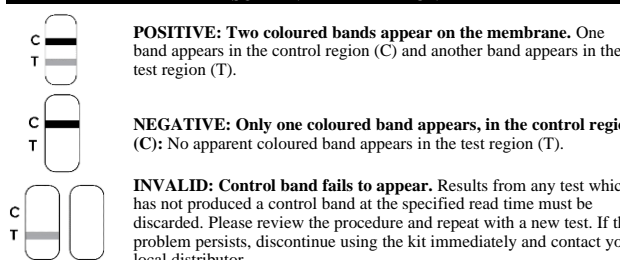 C
T
POSITIVE: Two coloured bands appear on the membrane. One
band appears in the control region (C) and another band appears in the
test region (T).
C
T
NEGATIVE: Only one coloured band appears, in the control
(C): No apparent coloured band appears in the test region (T).
C
T
INVALID: Control band fails to appear. Results from any test
has not produced a control band at the specified read time must be
discarded. Please review the procedure and repeat with a new test. If
problem persists, discontinue using the kit immediately and contact
local distributor.